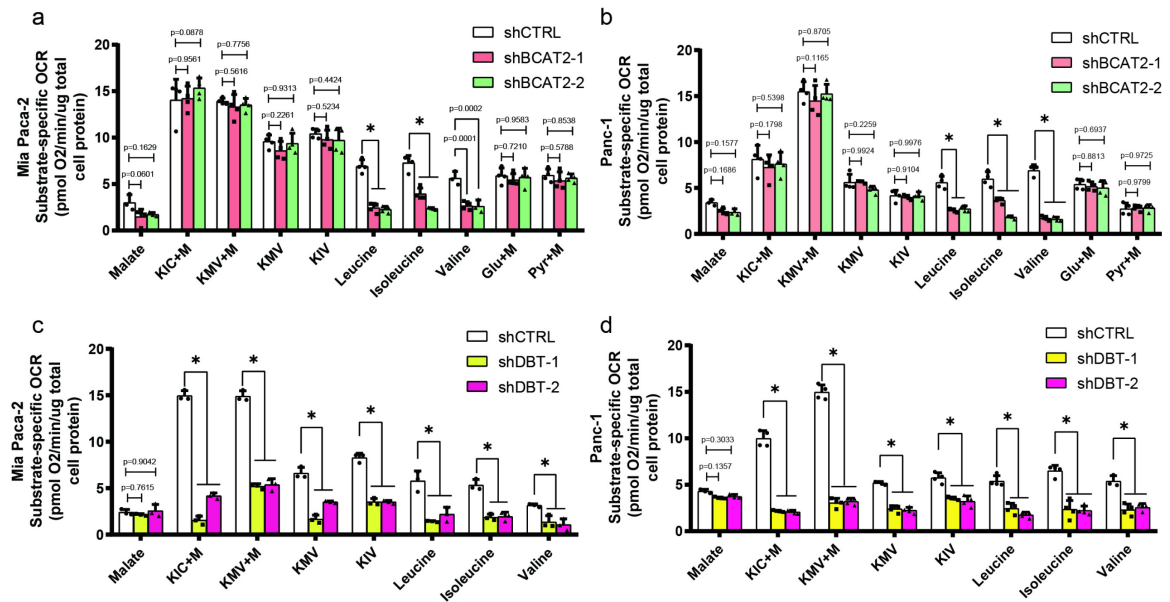 a
Mia Paca-2
Substrate-specific OCR
(pmol O2/min/ug total
cell protein)
20
15
10
5
0
shCTRL
shBCAT2-1
shBCAT2-2
p=0.1629
p=0.0601
p=0.0878
p=0.9561
p=0.7756
p=0.5616
p=0.9313
p=0.2261
p=0.4424
p=0.5234
*
*
p=0.0002
p=0.0001
p=0.9583
p=0.7210
p=0.8538
p=0.5788
Malate
KIC+M
KMV+M
KMV
KIV
Leucine
Isoleucine
Valine
Glu+M
Pyr+M
b
Panc-1
Substrate-specific OCR
(pmol O2/min/ug total
cell protein)
20
15
10
5
0
shCTRL
shBCAT2-1
shBCAT2-2
p=0.1577
p=0.1686
p=0.5398
p=0.1798
p=0.8705
p=0.1165
p=0.2259
p=0.9924
p=0.9976
p=0.9104
*
*
*
p=0.6937
p=0.8813
p=0.9725
p=0.9799
Malate
KIC+M
KMV+M
KMV
KIV
Leucine
Isoleucine
Valine
Glu+M
Pyr+M
c
Mia Paca-2
Substrate-specific OCR
(pmol O2/min/ug total
cell protein)
20
15
10
5
0
shCTRL
shDBT-1
shDBT-2
p=0.9042
p=0.7615
*
*
*
*
*
*
*
Malate
KIC+M
KMV+M
KMV
KIV
Leucine
Isoleucine
Valine
d
Panc-1
Substrate-specific OCR
(pmol O2/min/ug total
cell protein)
20
15
10
5
0
shCTRL
shDBT-1
shDBT-2
p=0.3033
p=0.1357
*
*
*
*
*
*
*
Malate
KIC+M
KMV+M
KMV
KIV
Leucine
Isoleucine
Valine